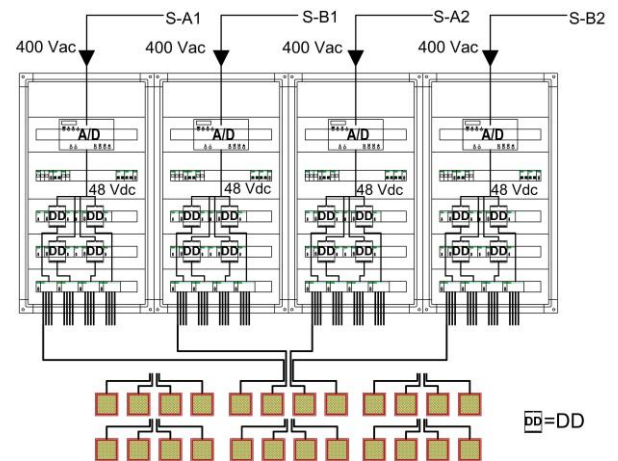 S-A1 S-B1 S-A2 S-B2
400 Vac 400 Vac 400 Vac 400 Vac
A/D A/D A/D A/D
48 Vdc 48 Vdc 48 Vdc 48 Vdc
DD DD DD DD DD DD DD DD
DD DD DD DD DD DD DD DD
DD=DD